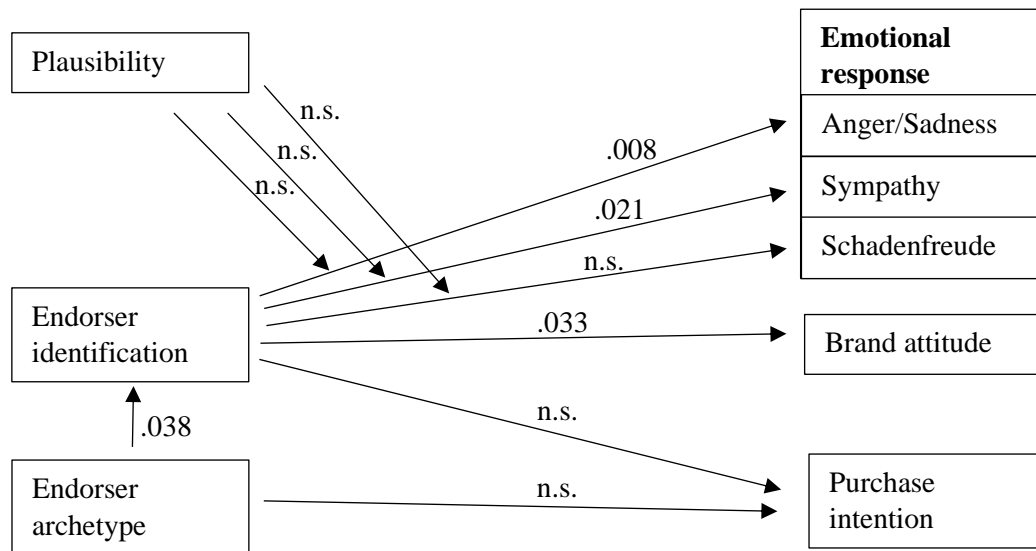 Plausibility
Emotional
response
n.s.
Anger/Sadness
n.s.
.008
n.s.
Sympathy
.021
Schadenfreude
n.s.
Endorser
identification
.033
Brand attitude
n.s.
.038
Endorser
archetype
n.s.
Purchase
intention